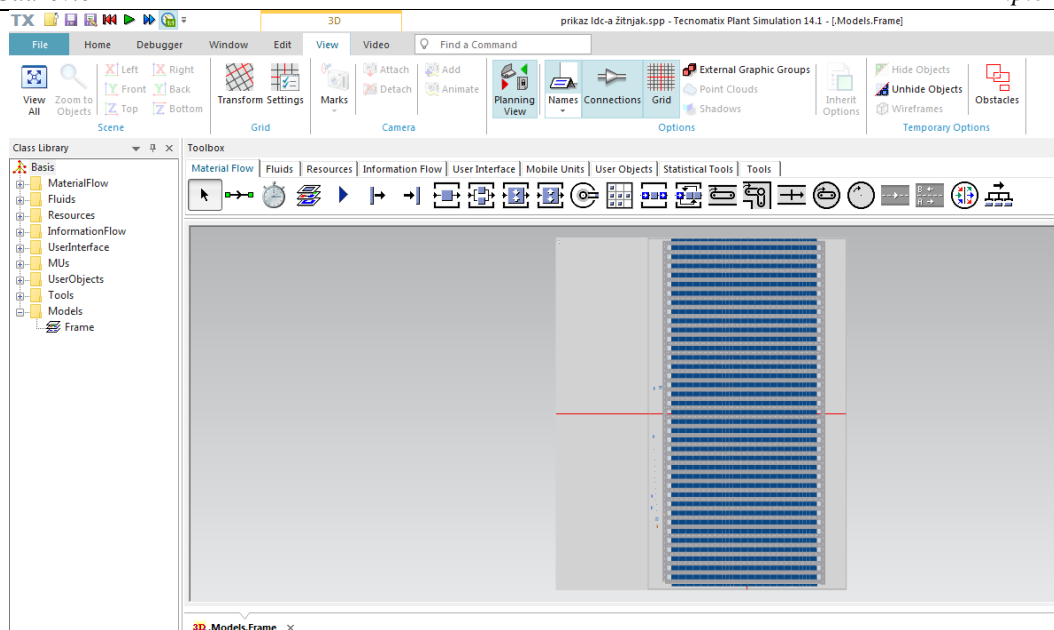 TX
3D
prikaz ldc-a žitnjak.spp - Tecnomatix Plant Simulation 14.1 - [.Models.Frame]
File Home Debugger Window Edit View Video Find a Command
View All
Zoom to Objects
X Left X Right
Y Front Y Back
Z Top Z Bottom
Scene
Transform Settings
Grid
Marks
Attach
Detach
Add
Animate
Camera
Planning View
Names
Connections
Grid
External Graphic Groups
Point Clouds
Shadows
Inherit Options
Options
Hide Objects
Unhide Objects
Wireframes
Obstacles
Temporary Options
Class Library
Toolbox
Basis
MaterialFlow
Fluids
Resources
InformationFlow
UserInterface
MUs
UserObjects
Tools
Models
Frame
Material Flow Fluids Resources Information Flow User Interface Mobile Units User Objects Statistical Tools Tools
3D .Models.Frame